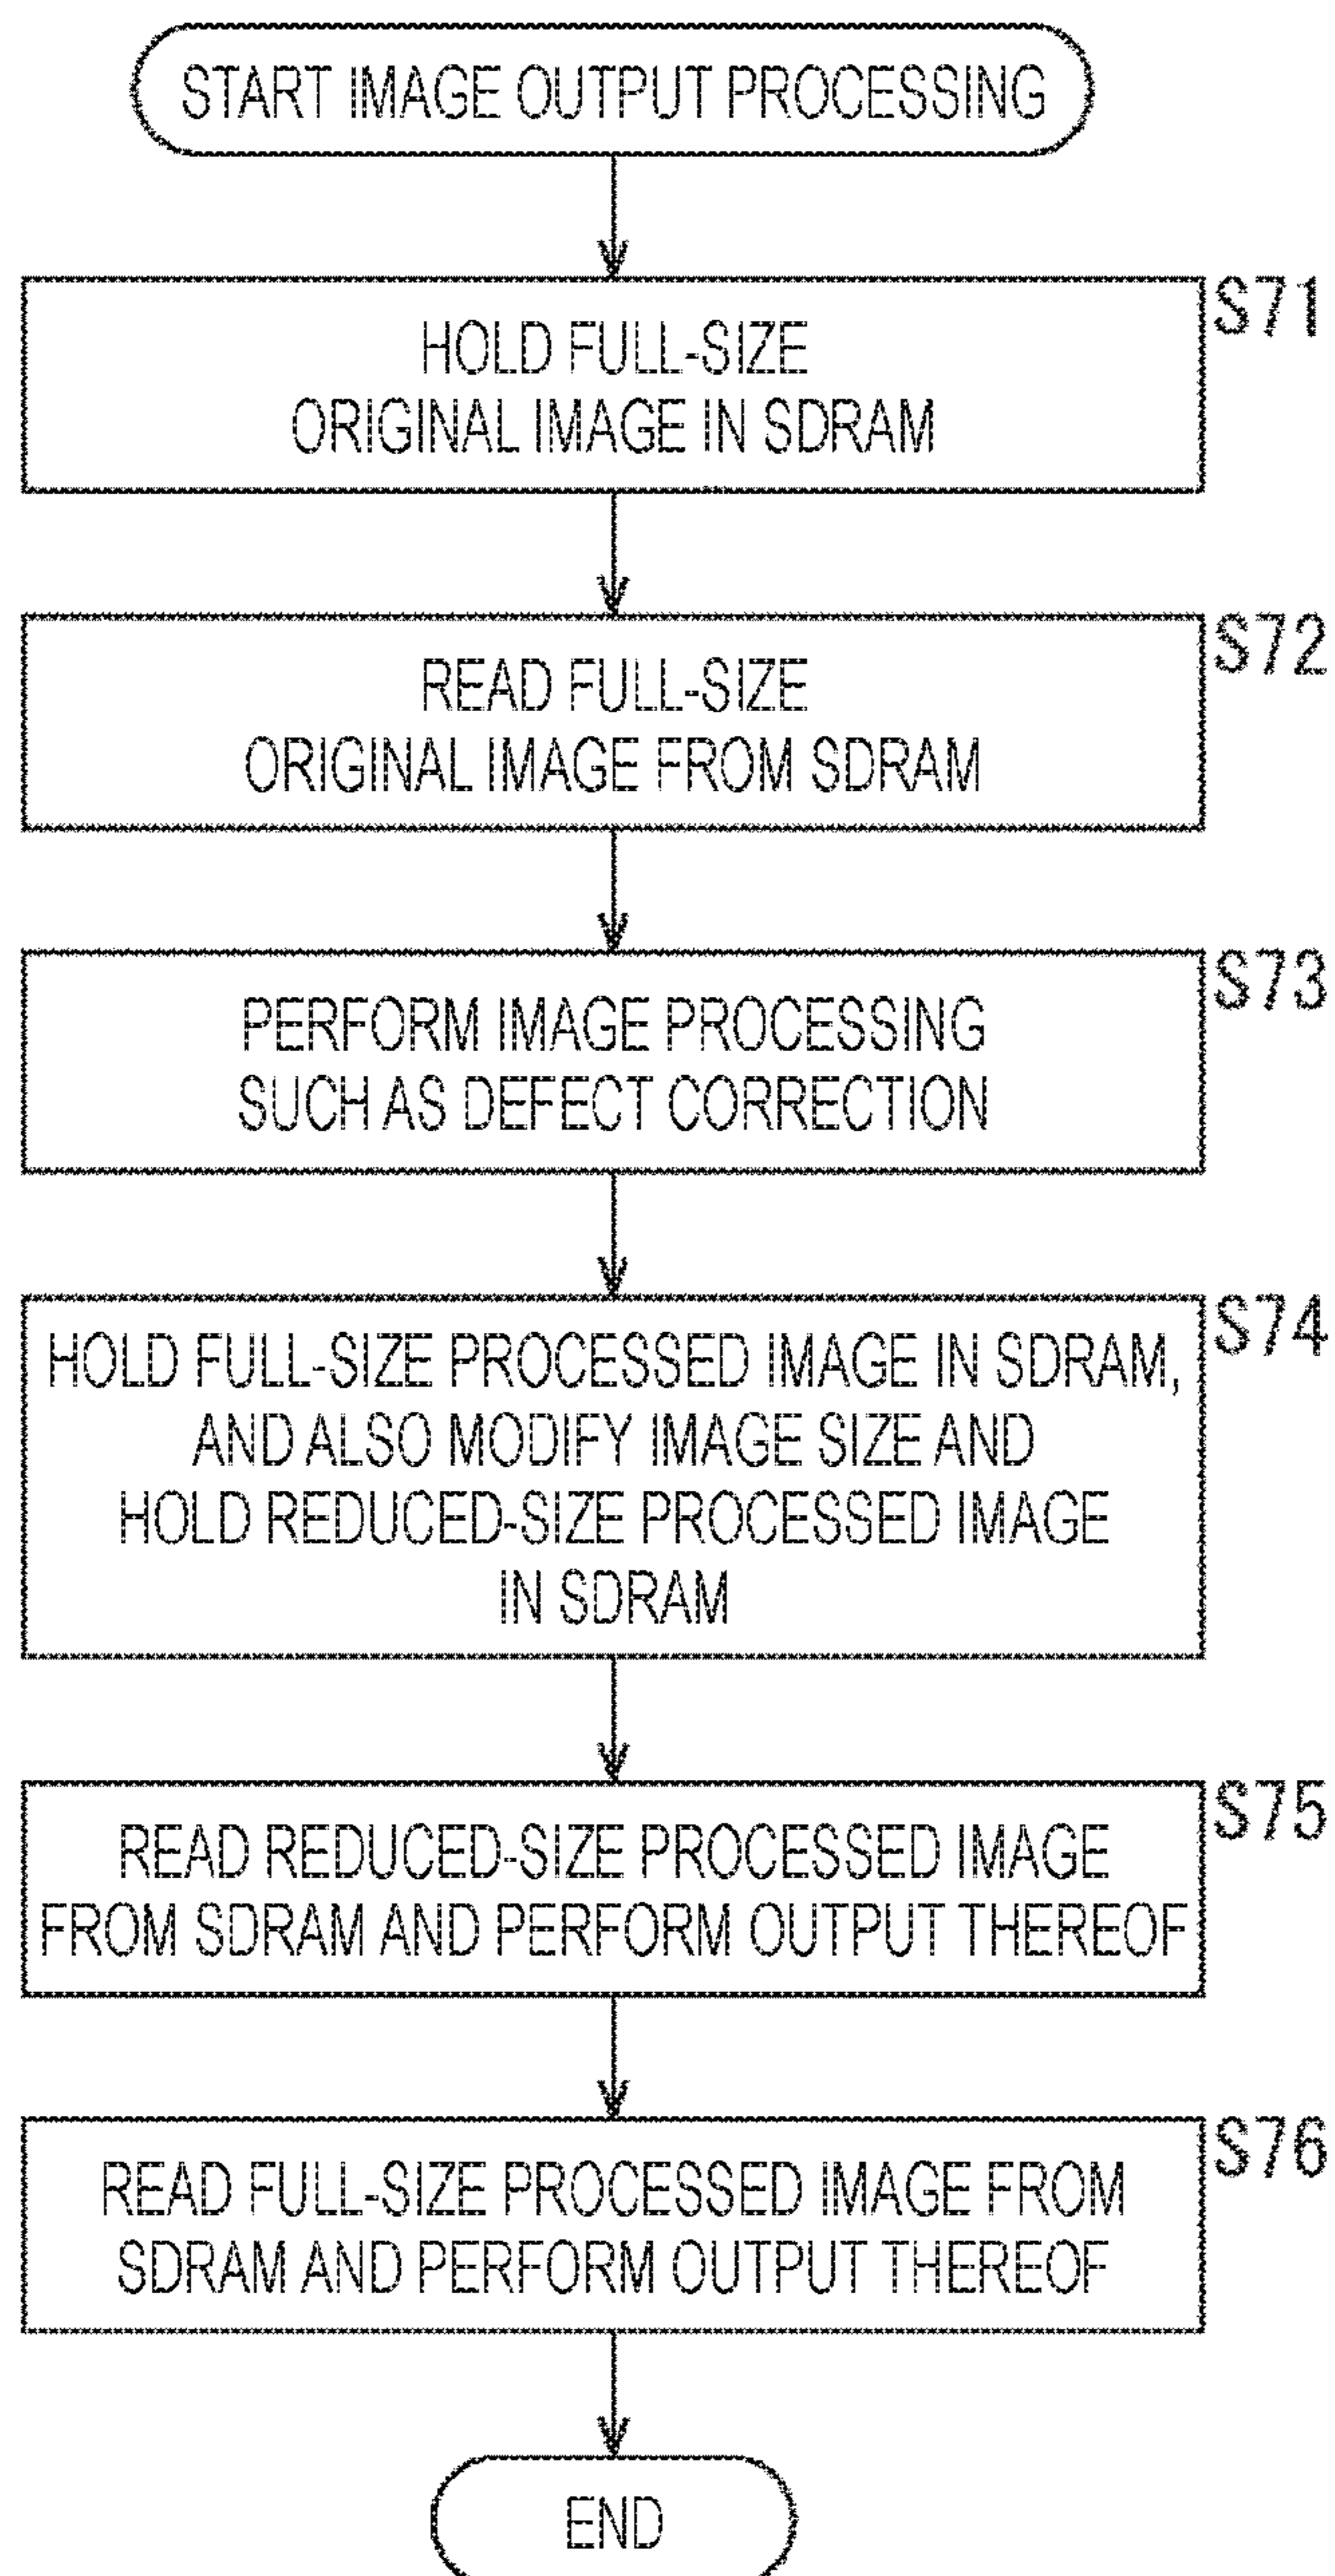 START IMAGE OUTPUT PROCESSING
S71
HOLD FULL-SIZE
ORIGINAL IMAGE IN SDRAM
S72
READ FULL-SIZE
ORIGINAL IMAGE FROM SDRAM
S73
PERFORM IMAGE PROCESSING
SUCH AS DEFECT CORRECTION
S74
HOLD FULL-SIZE PROCESSED IMAGE IN SDRAM,
AND ALSO MODIFY IMAGE SIZE AND
HOLD REDUCED-SIZE PROCESSED IMAGE
IN SDRAM
S75
READ REDUCED-SIZE PROCESSED IMAGE
FROM SDRAM AND PERFORM OUTPUT THEREOF
S76
READ FULL-SIZE PROCESSED IMAGE FROM
SDRAM AND PERFORM OUTPUT THEREOF
END